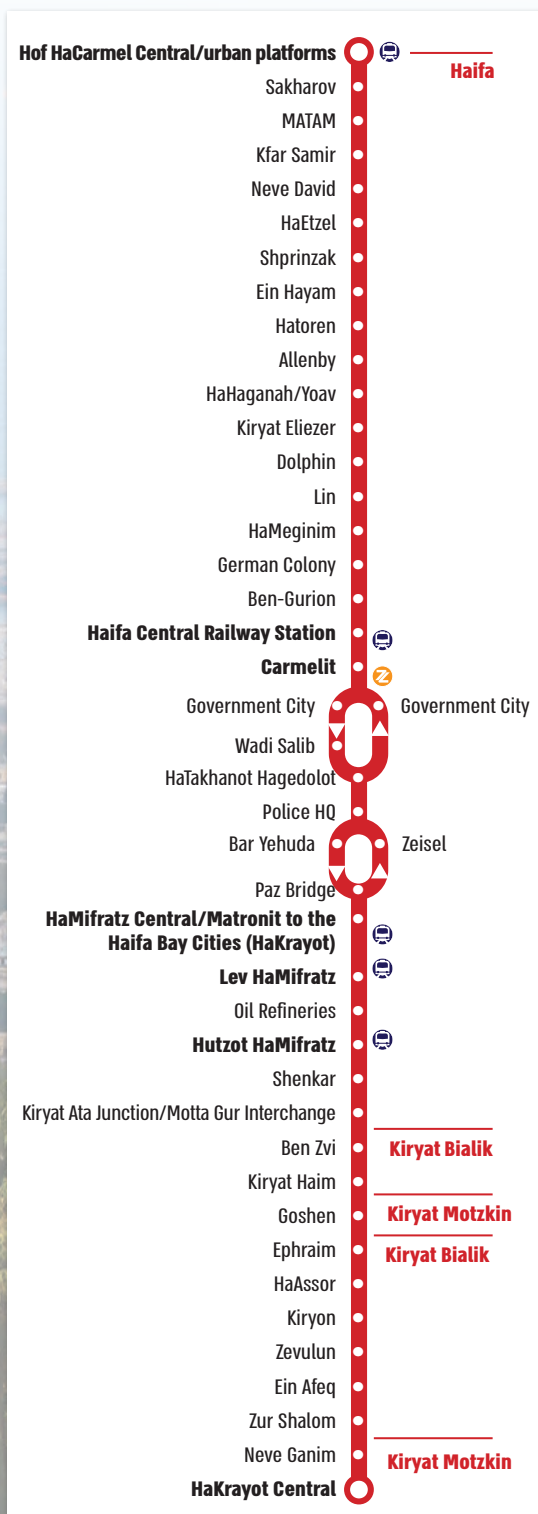 Hof HaCarmel Central/urban platforms
Haifa
Sakharov
MATAM
Kfar Samir
Neve David
HaEtzel
Shprinzak
Ein Hayam
Hatoren
Allenby
HaHaganah/Yoav
Kiryat Eliezer
Dolphin
Lin
HaMeginim
German Colony
Ben-Gurion
Haifa Central Railway Station
Carmelit
Government City
Government City
Wadi Salib
HaTakhanot Hagedolot
Police HQ
Bar Yehuda
Zeisel
Paz Bridge
HaMifratz Central/Matronit to the
Haifa Bay Cities (HaKrayot)
Lev HaMifratz
Oil Refineries
Hutzot HaMifratz
Shenkar
Kiryat Ata Junction/Motta Gur Interchange
Ben Zvi
Kiryat Bialik
Kiryat Haim
Goshen
Kiryat Motzkin
Ephraim
Kiryat Bialik
HaAssor
Kiryon
Zevulun
Ein Afeq
Zur Shalom
Neve Ganim
Kiryat Motzkin
HaKrayot Central